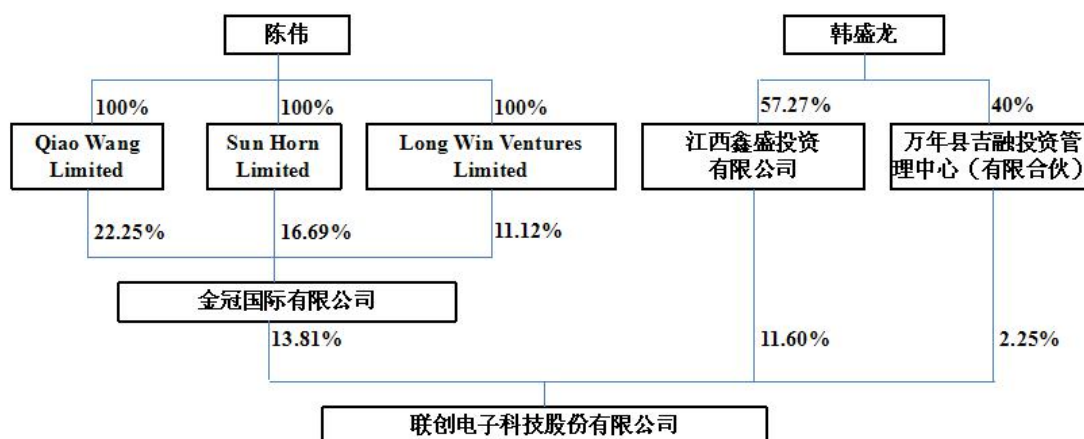 陈伟
韩盛龙
100%
100%
100%
57.27%
40%
Qiao Wang
Limited
Sun Horn
Limited
Long Win Ventures
Limited
江西鑫盛投资
有限公司
万年县吉融投资管
理中心（有限合伙）
22.25%
16.69%
11.12%
金冠国际有限公司
13.81%
11.60%
2.25%
联创电子科技股份有限公司